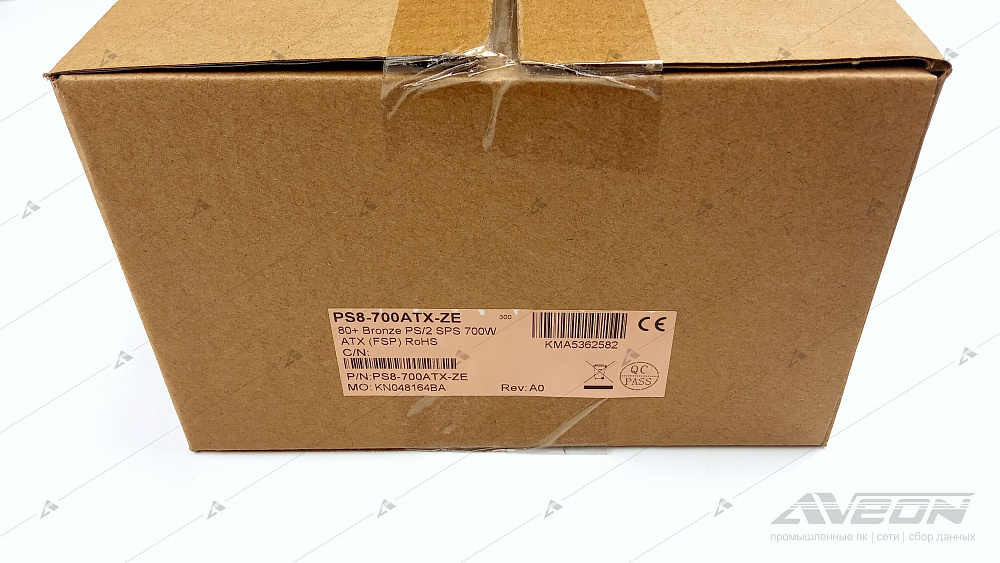 PS8-700ATX-ZE
300
80+ Bronze PS/2 SPS 700W
ATX (FSP) RoHS
C/N:
P/N:PS8-700ATX-ZE
MO: KN048164BA
Rev: A0
KMA5362582
CE
QC
PASS
AVEON
промышленные пк | сети | сбор данных